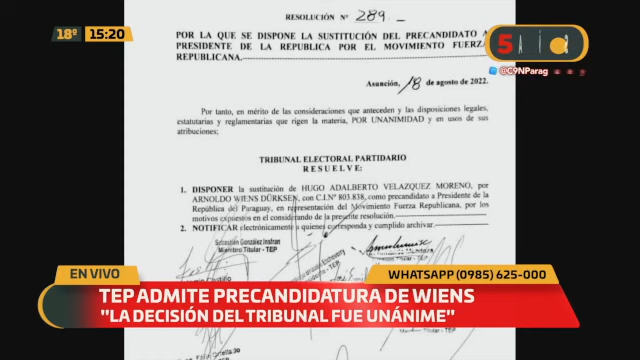 18º 15:20
RESOLUCIÓN Nº 289
POR LA QUE SE DISPONE LA SUSTITUCIÓN DEL PRECANDIDATO A
PRESIDENTE DE LA REPUBLICA POR EL MOVIMIENTO FUERZA
REPUBLICANA.
5
@C9NParag
Asunción, 18 de agosto de 2022.
Por tanto, en mérito de las consideraciones que anteceden y las disposiciones legales,
estatutarias y reglamentarias que rigen la materia, POR UNANIMIDAD y en usos de sus
atribuciones;
TRIBUNAL ELECTORAL PARTIDARIO
R E S U E L V E :
1. DISPONER la sustitución de HUGO ADALBERTO VELAZQUEZ MORENO, por
ARNOLDO WIENS DÜRKSEN, con C.I.Nº 803.838, como precandidato a Presidente de la
República del Paraguay, en representación del Movimiento Fuerza Republicana, por los
motivos expuestos en el considerando de la presente resolución.
2. NOTIFICAR electrónicamente a quienes corresponda y cumplido archivar.
Sebastián González Insfran
Miembro Titular - TEP
EN VIVO
WHATSAPP (0985) 625-000
TEP ADMITE PRECANDIDATURA DE WIENS
"LA DECISIÓN DEL TRIBUNAL FUE UNÁNIME"